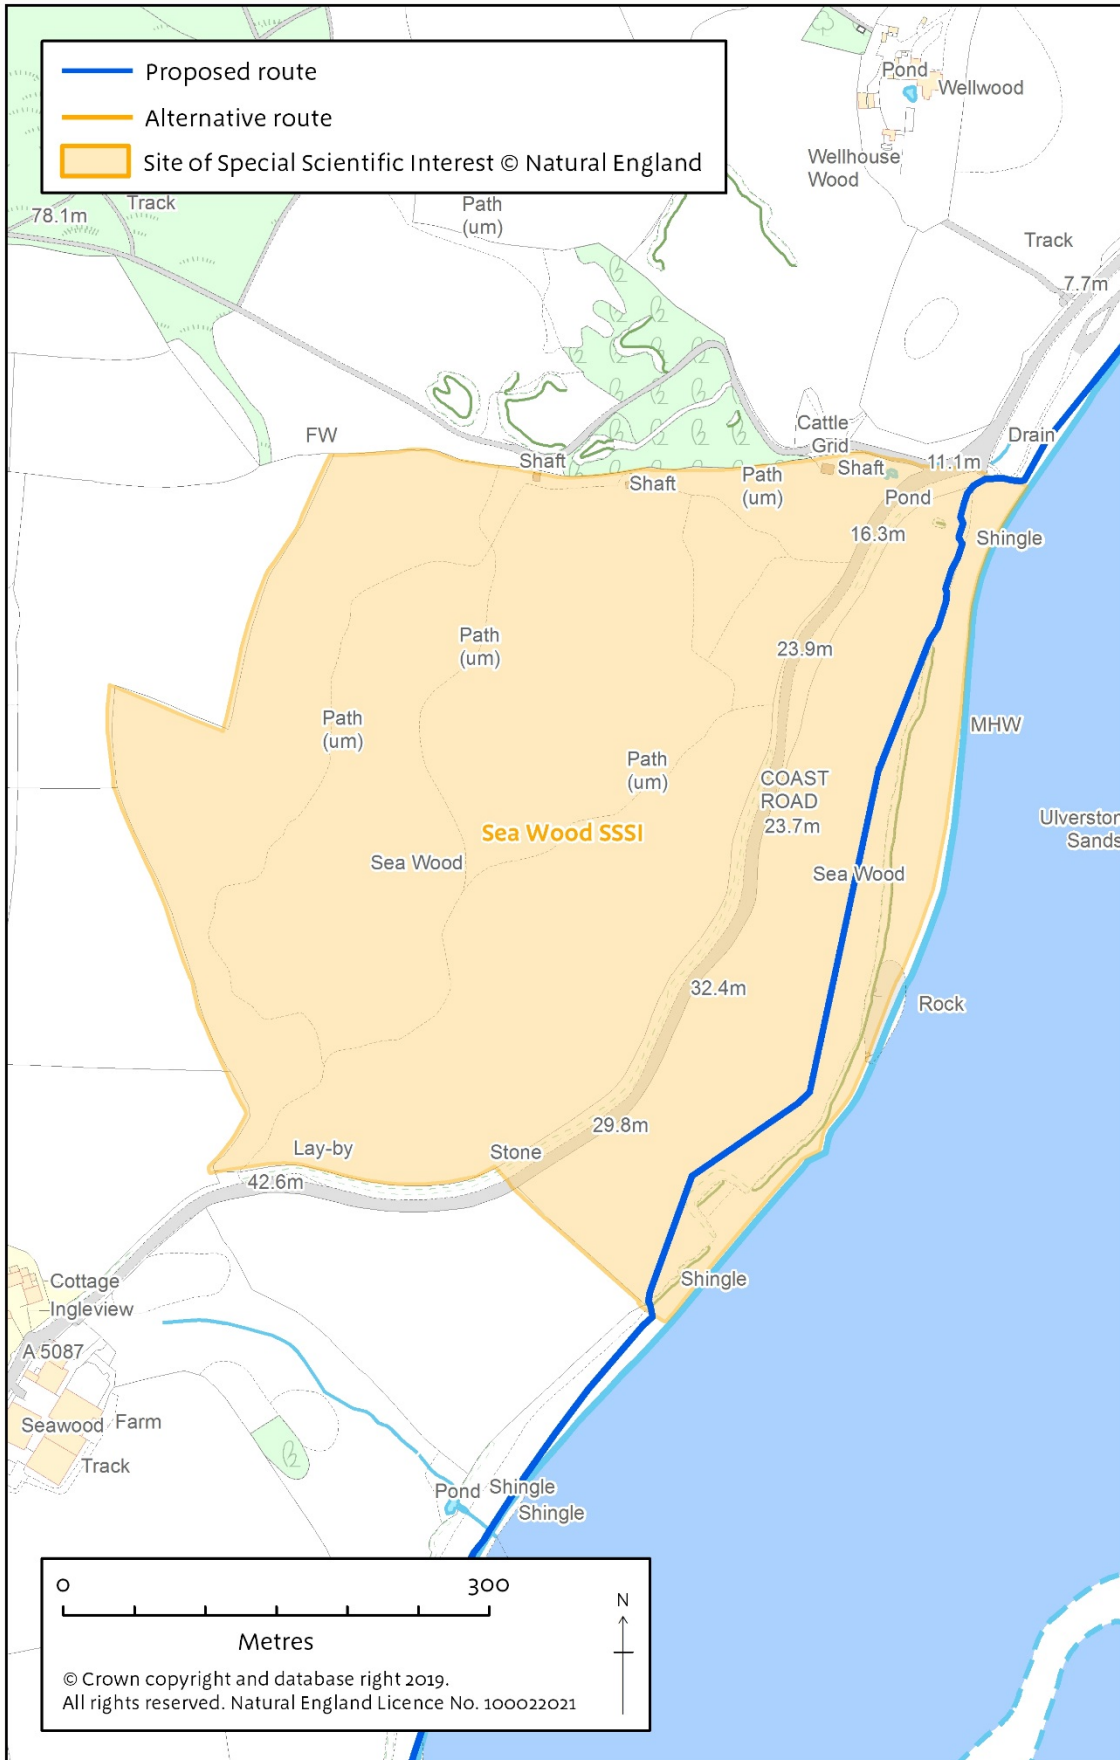 Proposed route
Alternative route
Site of Special Scientific Interest © Natural England
Pond
Wellwood
Wellhouse
Wood
78.1m
Track
Path
(um)
Track
7.7m
FW
Cattle
Grid
Drain
Shaft
Shaft
Path
(um)
Shaft
11.1m
Pond
16.3m
Shingle
Path
(um)
23.9m
Path
(um)
MHW
Path
(um)
COAST
ROAD
23.7m
Sea Wood SSSI
Ulverston
Sands
Sea Wood
Sea Wood
32.4m
Rock
29.8m
Lay-by
Stone
42.6m
Cottage
Ingleview
Shingle
A 5087
Seawood
Farm
Track
Pond
Shingle
Shingle
0
300
Metres
N
© Crown copyright and database right 2019.
All rights reserved. Natural England Licence No. 100022021